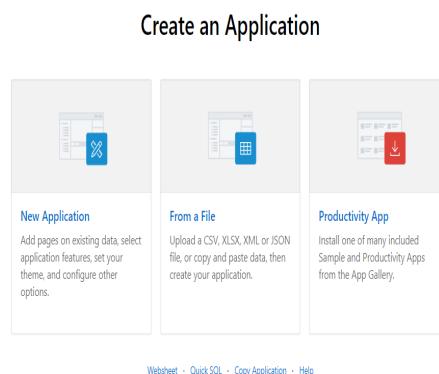 Create an Application
New Application
Add pages on existing data, select
application features, set your
theme, and configure other
options.
From a File
Upload a CSV, XLSX, XML or JSON
file, or copy and paste data, then
create your application.
Productivity App
Install one of many included
Sample and Productivity Apps
from the App Gallery.
Websheet · Quick SQL · Copy Application · Help